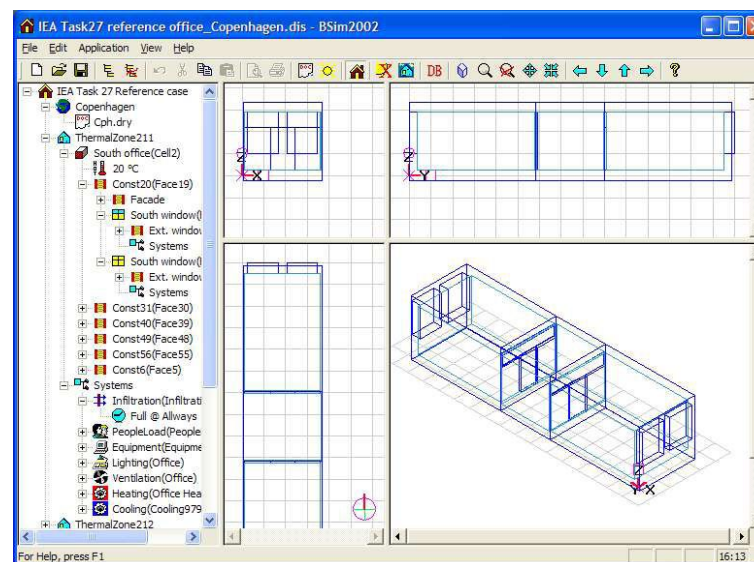 IEA Task27 reference office_Copenhagen.dis - BSim2002
File Edit Application View Help
DB
IEA Task 27 Reference case
Copenhagen
Cph.dry
ThermalZone211
South office(Cell2)
20 ºC
Const20(Face19)
Facade
South window(
Ext. windo
Systems
South window(
Ext. windo
Systems
Const31(Face30)
Const40(Face39)
Const49(Face48)
Const56(Face55)
Const6(Face5)
Systems
Infiltration(Infiltrati
Full @ Allways
PeopleLoad(People
Equipment(Equipme
Lighting(Office)
Ventilation(Office)
Heating(Office Hea
Cooling(Cooling979
ThermalZone212
Z
X
Z
Y
Z
Y X
For Help, press F1
16:13